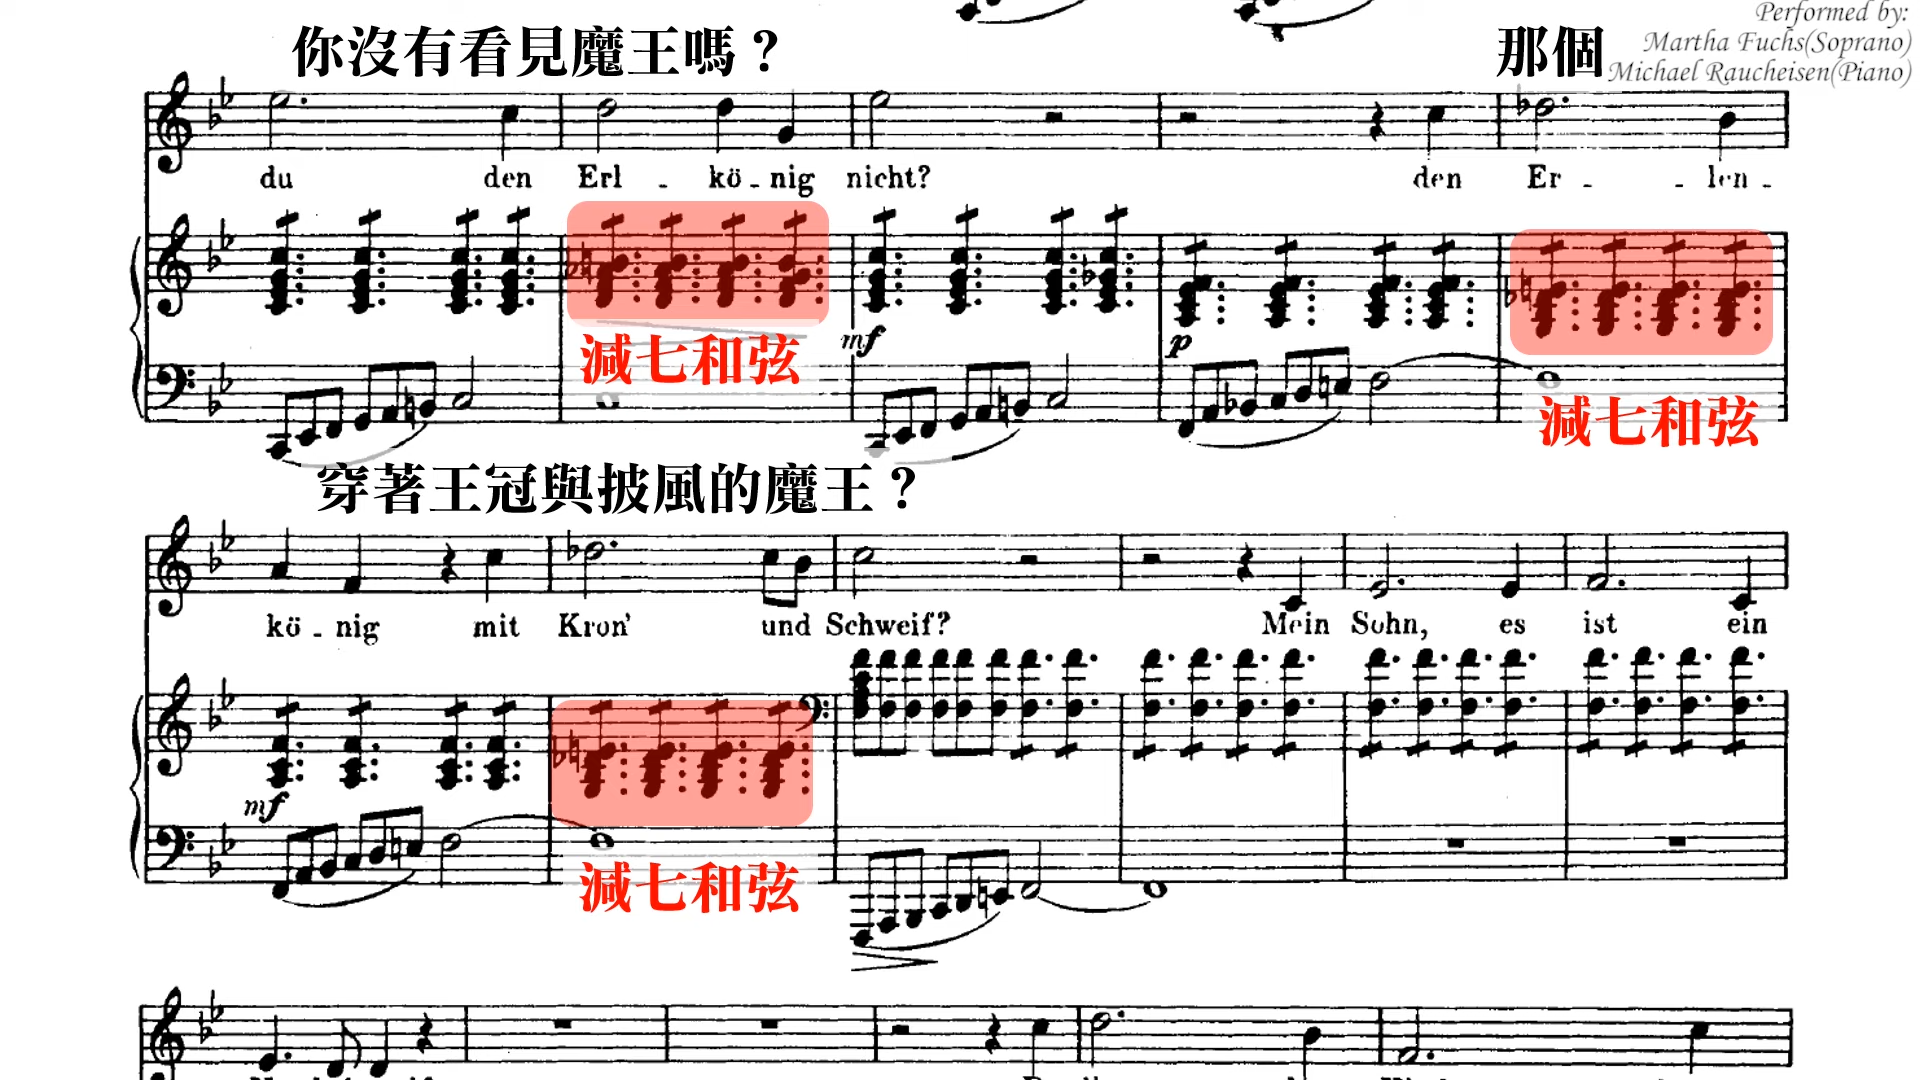 Performed by:
你沒有看見魔王嗎？ 那個 Martha Fuchs(Soprano)
Michael Raucheisen(Piano)
du den Erl - kö - nig nicht? den Er - - len -
減七和弦 mf p
減七和弦
穿著王冠與披風的魔王？
kö - nig mit Kron' und Schweif? Mein Sohn, es ist ein
mf
減七和弦